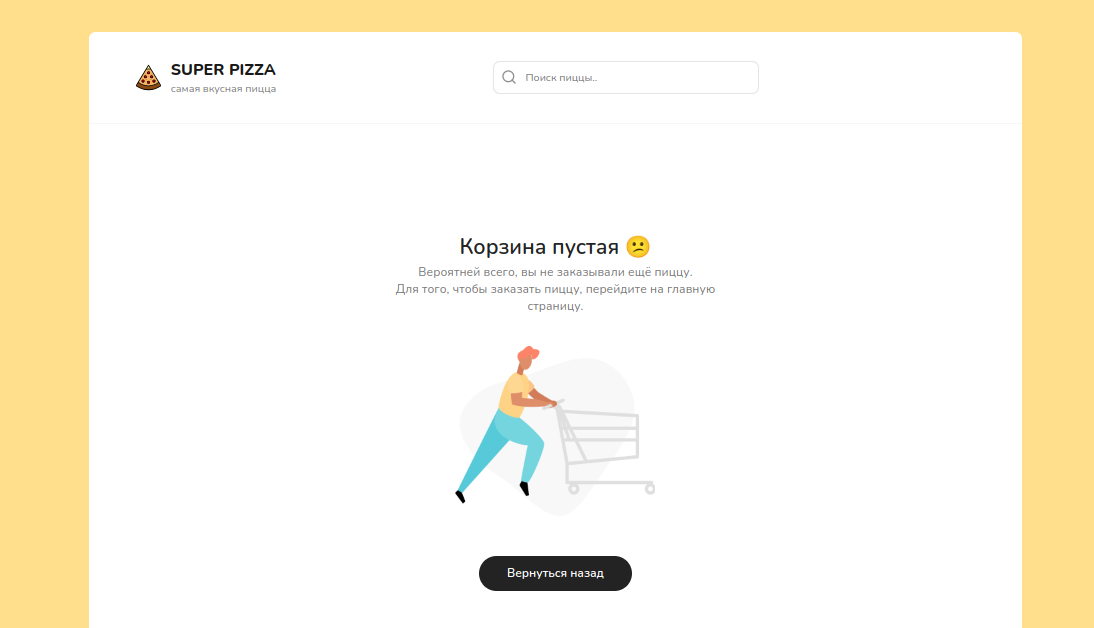 SUPER PIZZA
самая вкусная пицца
Поиск пиццы..
Корзина пустая 😕
Вероятней всего, вы не заказывали ещё пиццу.
Для того, чтобы заказать пиццу, перейдите на главную
страницу.
Вернуться назад